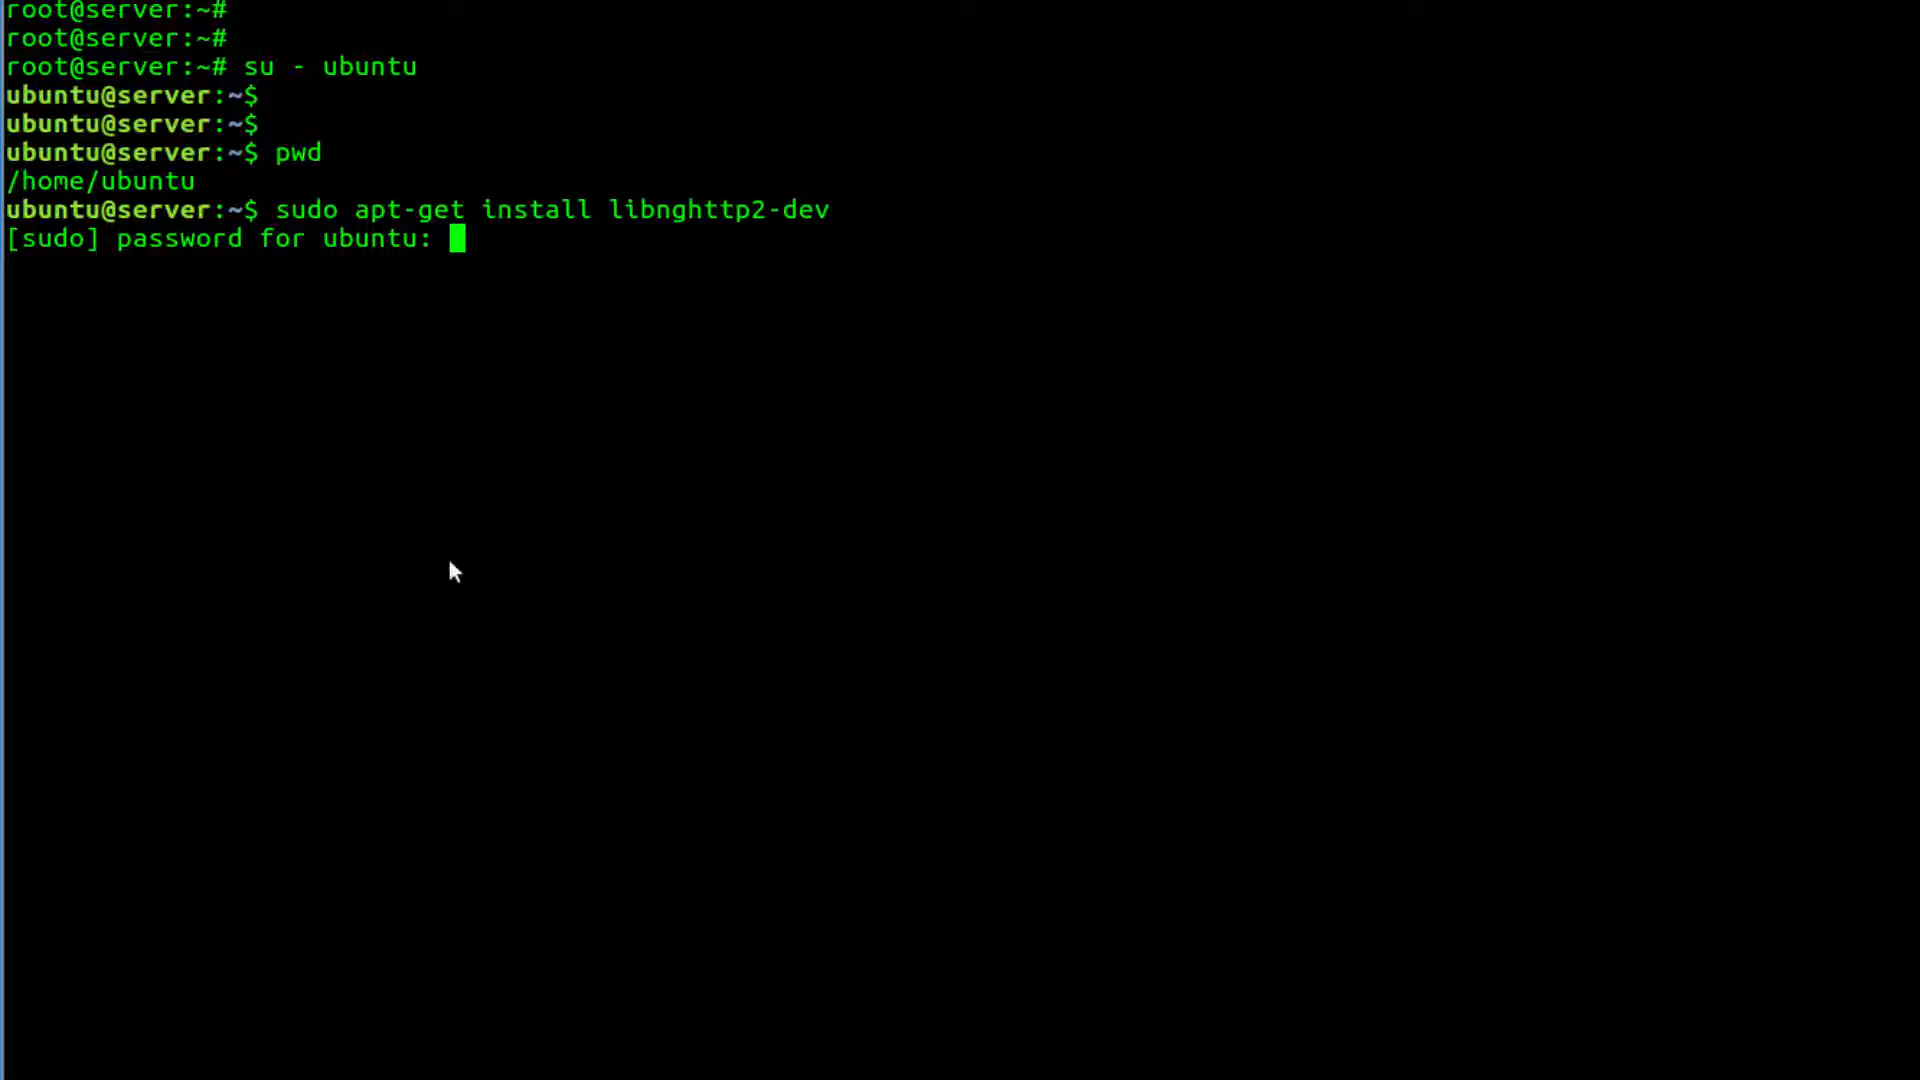 root@server:~#
root@server:~#
root@server:~# su - ubuntu
ubuntu@server:~$
ubuntu@server:~$
ubuntu@server:~$ pwd
/home/ubuntu
ubuntu@server:~$ sudo apt-get install libnghttp2-dev
[sudo] password for ubuntu: